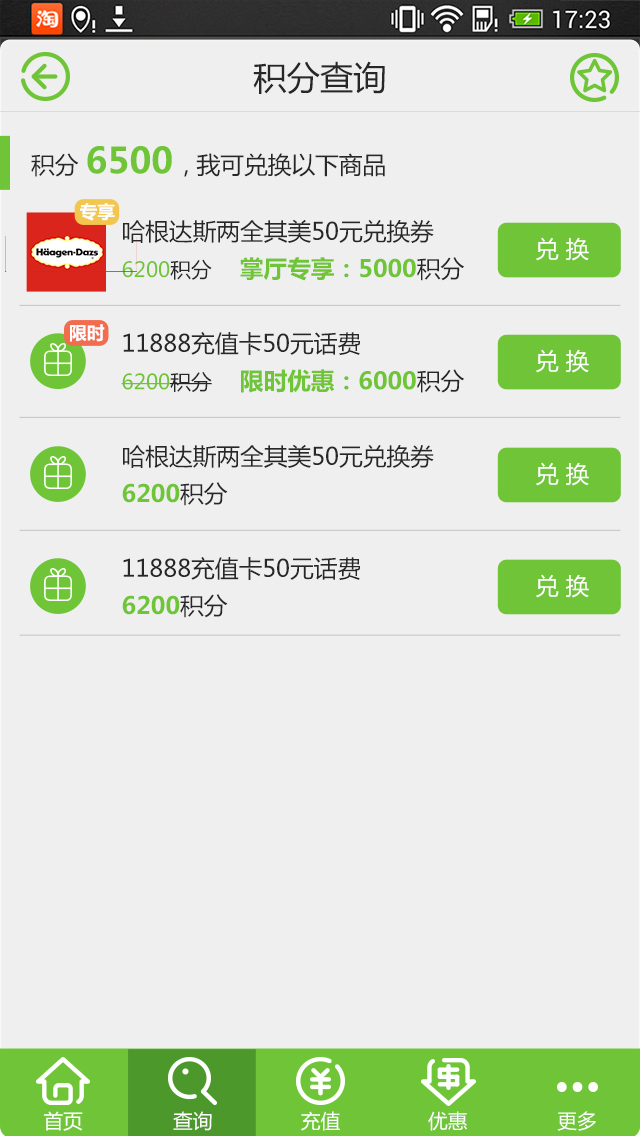 淘
17:23
积分查询
积分 6500，我可兑换以下商品
专享
Häagen-Dazs
哈根达斯两全其美50元兑换券
6200积分 掌厅专享：5000积分
兑换
限时
11888充值卡50元话费
6200积分 限时优惠：6000积分
兑换
哈根达斯两全其美50元兑换券
6200积分
兑换
11888充值卡50元话费
6200积分
兑换
首页 查询 充值 优惠 更多